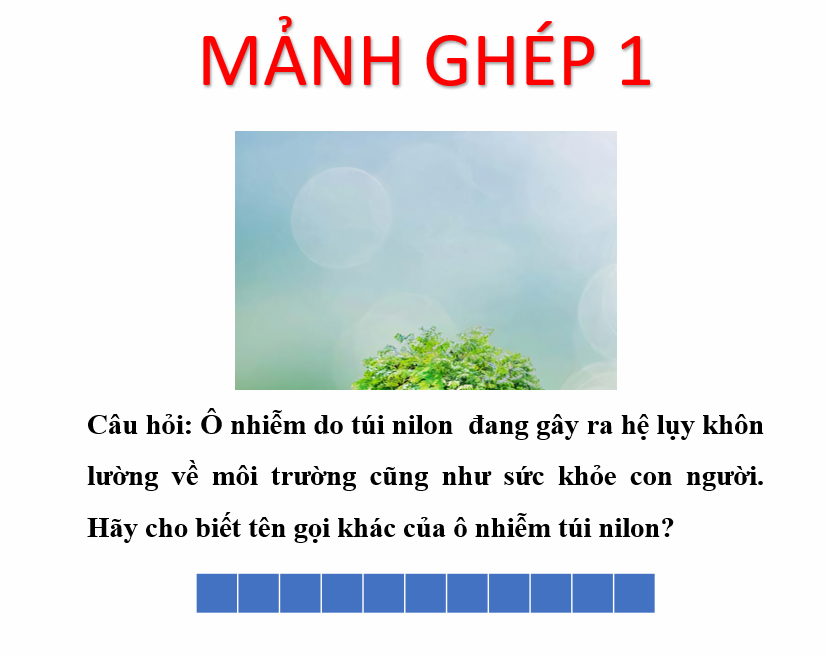 MẢNH GHÉP 1
Câu hỏi: Ô nhiễm do túi nilon đang gây ra hệ lụy khôn
lường về môi trường cũng như sức khỏe con người.
Hãy cho biết tên gọi khác của ô nhiễm túi nilon?